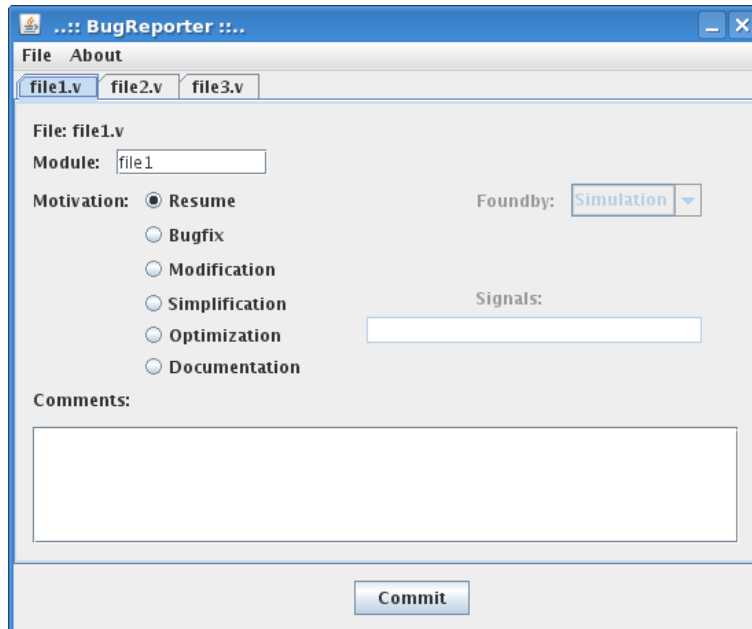 ..:: BugReporter ::..
File About
file1.v file2.v file3.v
File: file1.v
Module: file1
Motivation: Resume Foundby: Simulation
Bugfix
Modification
Simplification Signals:
Optimization
Documentation
Comments:
Commit